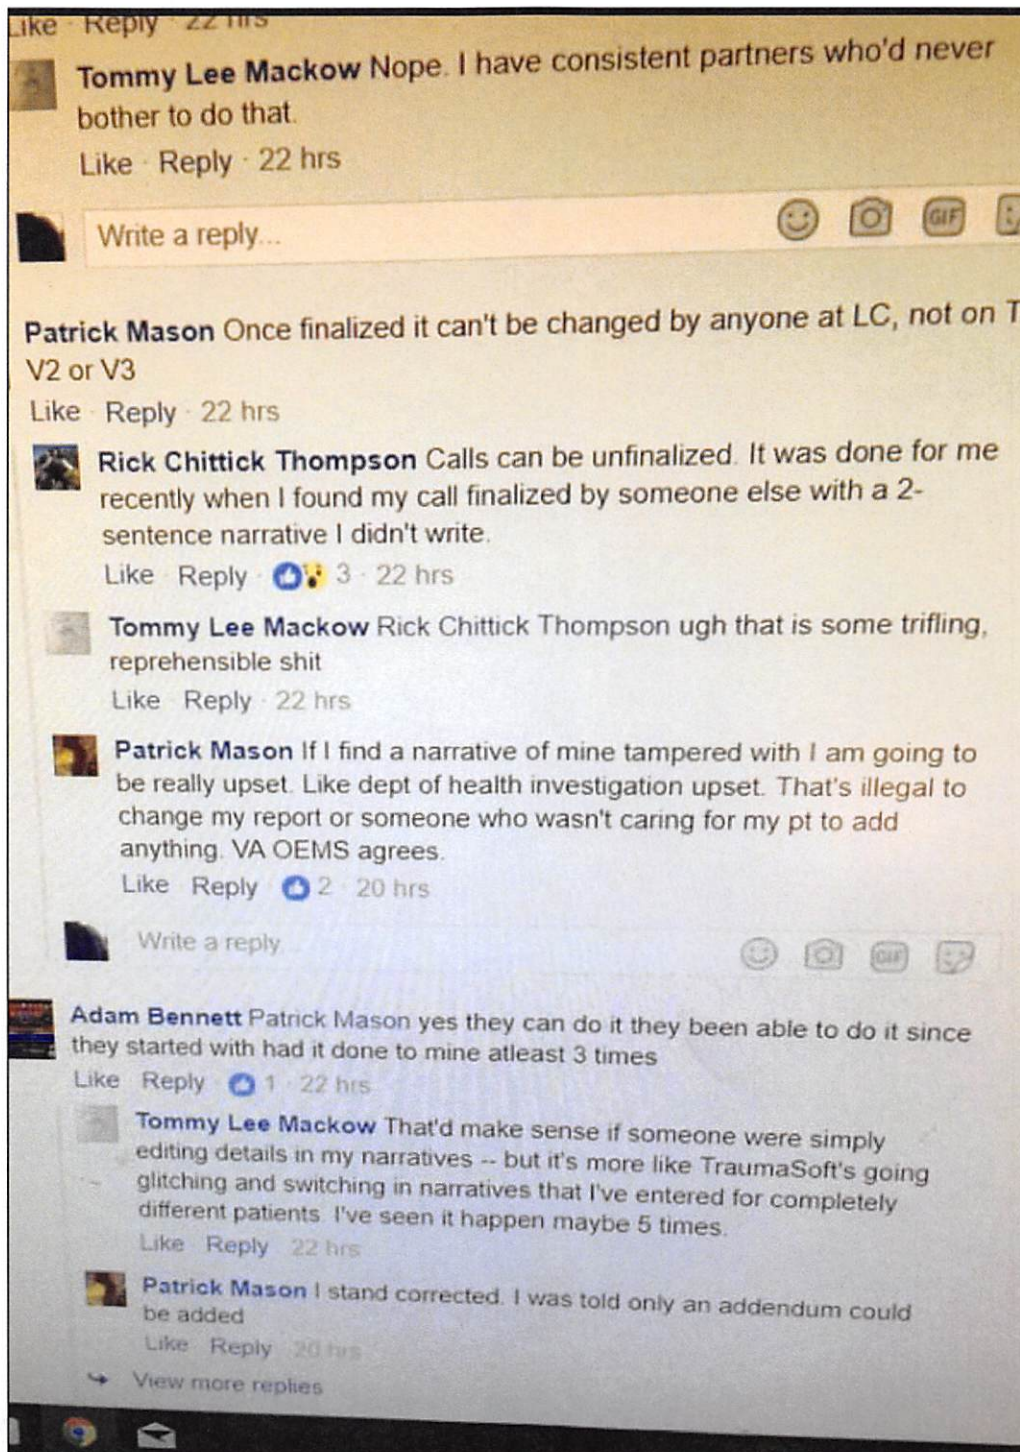 Like · Reply · 22 hrs
Tommy Lee Mackow Nope. I have consistent partners who'd never
bother to do that.
Like · Reply · 22 hrs
Write a reply...
GIF
Patrick Mason Once finalized it can't be changed by anyone at LC, not on T
V2 or V3
Like · Reply · 22 hrs
Rick Chittick Thompson Calls can be unfinalized. It was done for me
recently when I found my call finalized by someone else with a 2-
sentence narrative I didn't write.
Like · Reply · 3 · 22 hrs
Tommy Lee Mackow Rick Chittick Thompson ugh that is some trifling,
reprehensible shit
Like · Reply · 22 hrs
Patrick Mason If I find a narrative of mine tampered with I am going to
be really upset. Like dept of health investigation upset. That's illegal to
change my report or someone who wasn't caring for my pt to add
anything. VA OEMS agrees.
Like · Reply · 2 · 20 hrs
Write a reply
GIF
Adam Bennett Patrick Mason yes they can do it they been able to do it since
they started with had it done to mine atleast 3 times
Like · Reply · 1 · 22 hrs
Tommy Lee Mackow That'd make sense if someone were simply
editing details in my narratives -- but it's more like TraumaSoft's going
glitching and switching in narratives that I've entered for completely
different patients. I've seen it happen maybe 5 times.
Like Reply 22 hrs
Patrick Mason I stand corrected. I was told only an addendum could
be added
Like Reply 20 hrs
View more replies